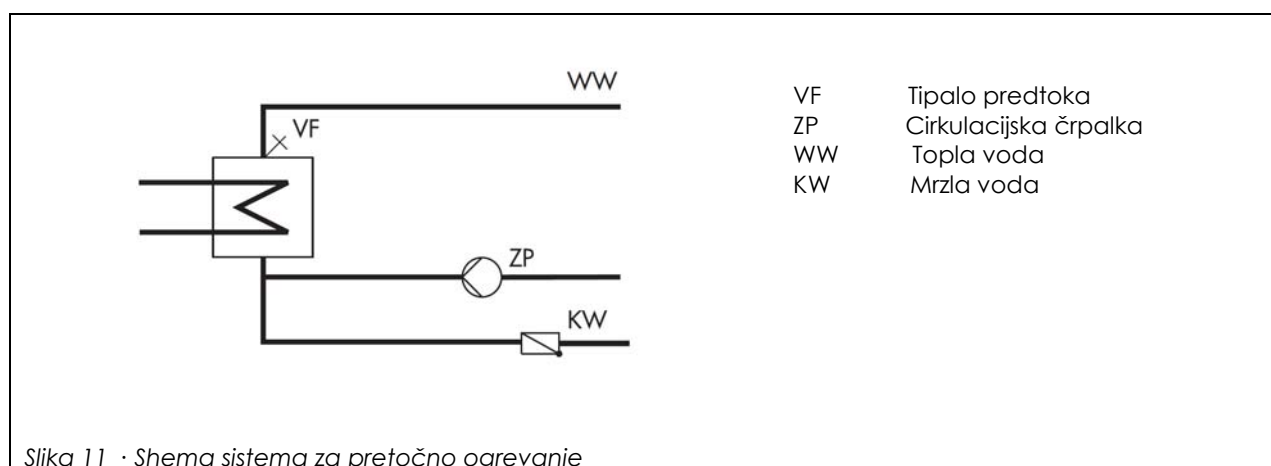 WW
VF
ZP
KW
VF Tipalo predtoka
ZP Cirkulacijska črpalka
WW Topla voda
KW Mrzla voda
Slika 11 · Shema sistema za pretočno ogrevanje